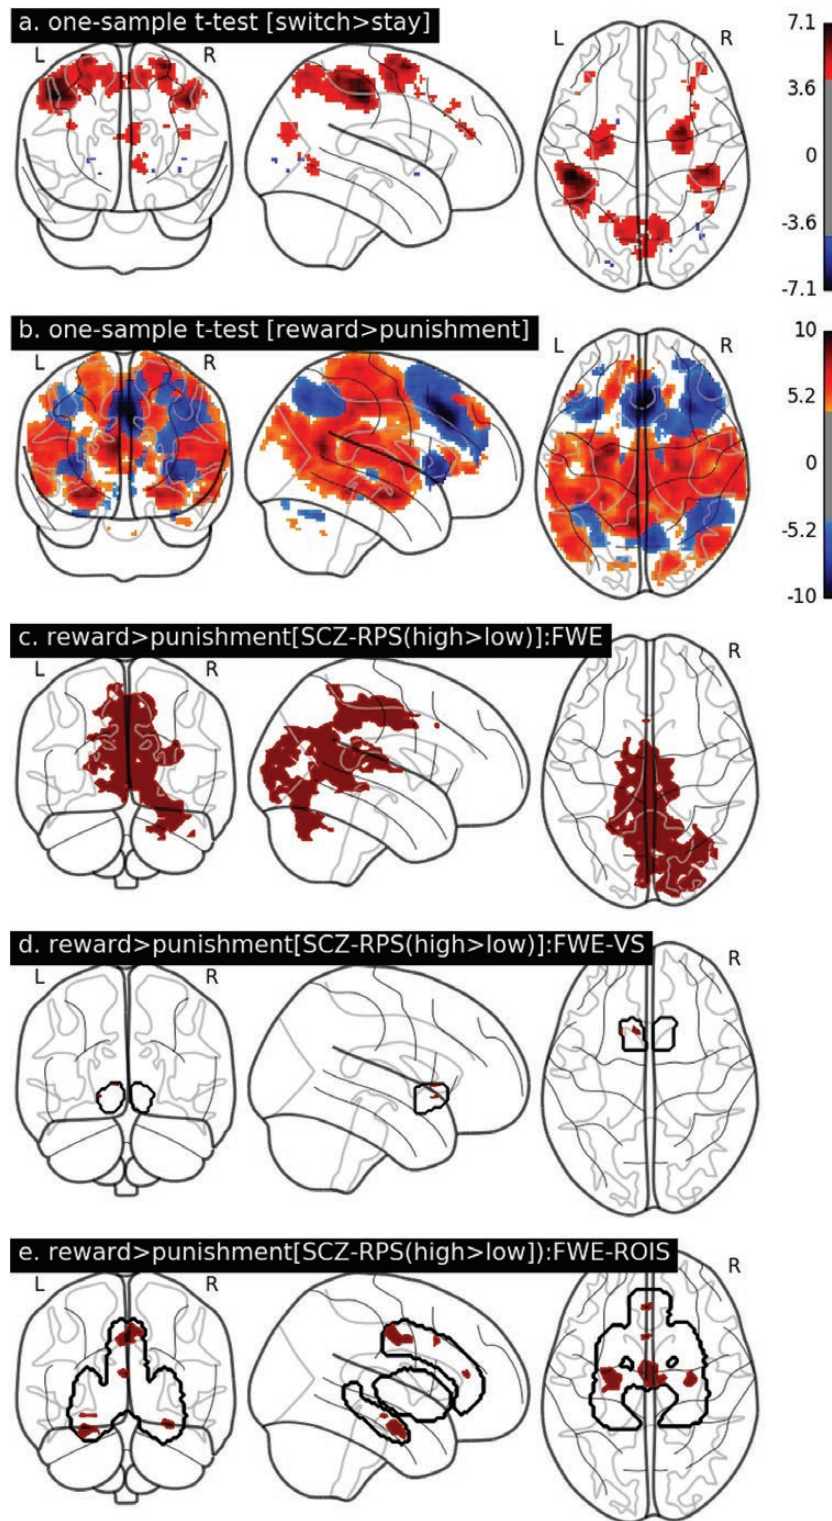 a. one-sample t-test [switch>stay]
L R L R
7.1
3.6
0
-3.6
-7.1
b. one-sample t-test [reward>punishment]
L R L R
10
5.2
0
-5.2
-10
c. reward>punishment[SCZ-RPS(high>low)]:FWE
L R R
d. reward>punishment[SCZ-RPS(high>low)]:FWE-VS
L R R
e. reward>punishment[SCZ-RPS(high>low]):FWE-ROIS
L R R